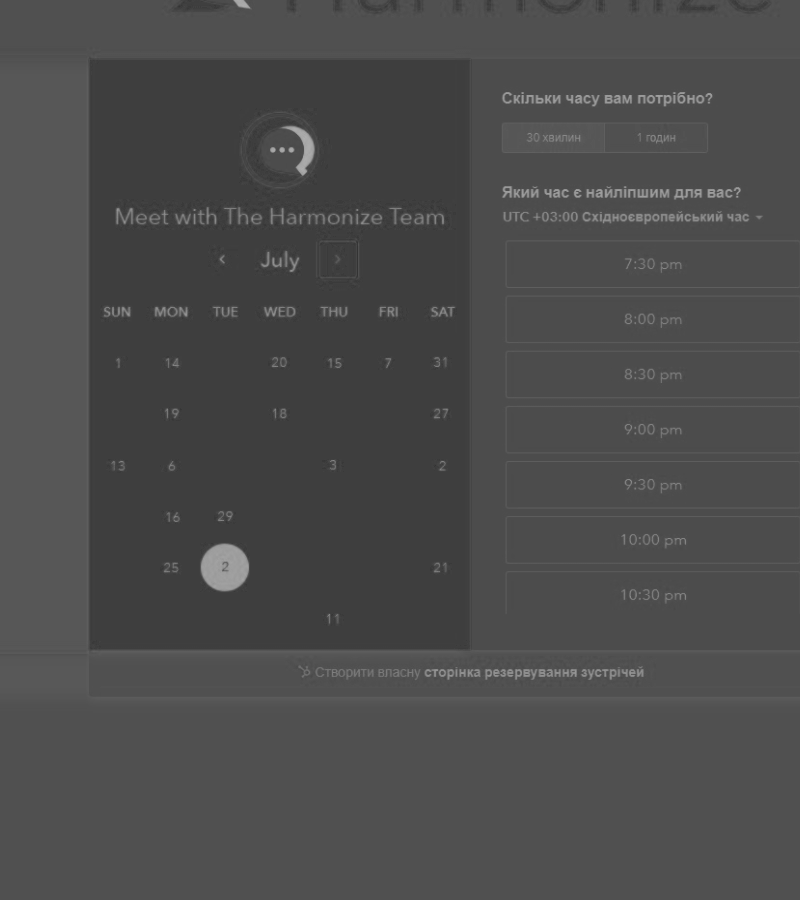 Harmonize
Meet with The Harmonize Team
July
SUN MON TUE WED THU FRI SAT
1 14 20 15 7 31
19 18 27
13 6 3 2
16 29
25 2 21
11
Скільки часу вам потрібно?
30 хвилин 1 годин
Який час є найліпшим для вас?
UTC +03:00 Східноєвропейський час
7:30 pm
8:00 pm
8:30 pm
9:00 pm
9:30 pm
10:00 pm
10:30 pm
Створити власну сторінка резервування зустрічей